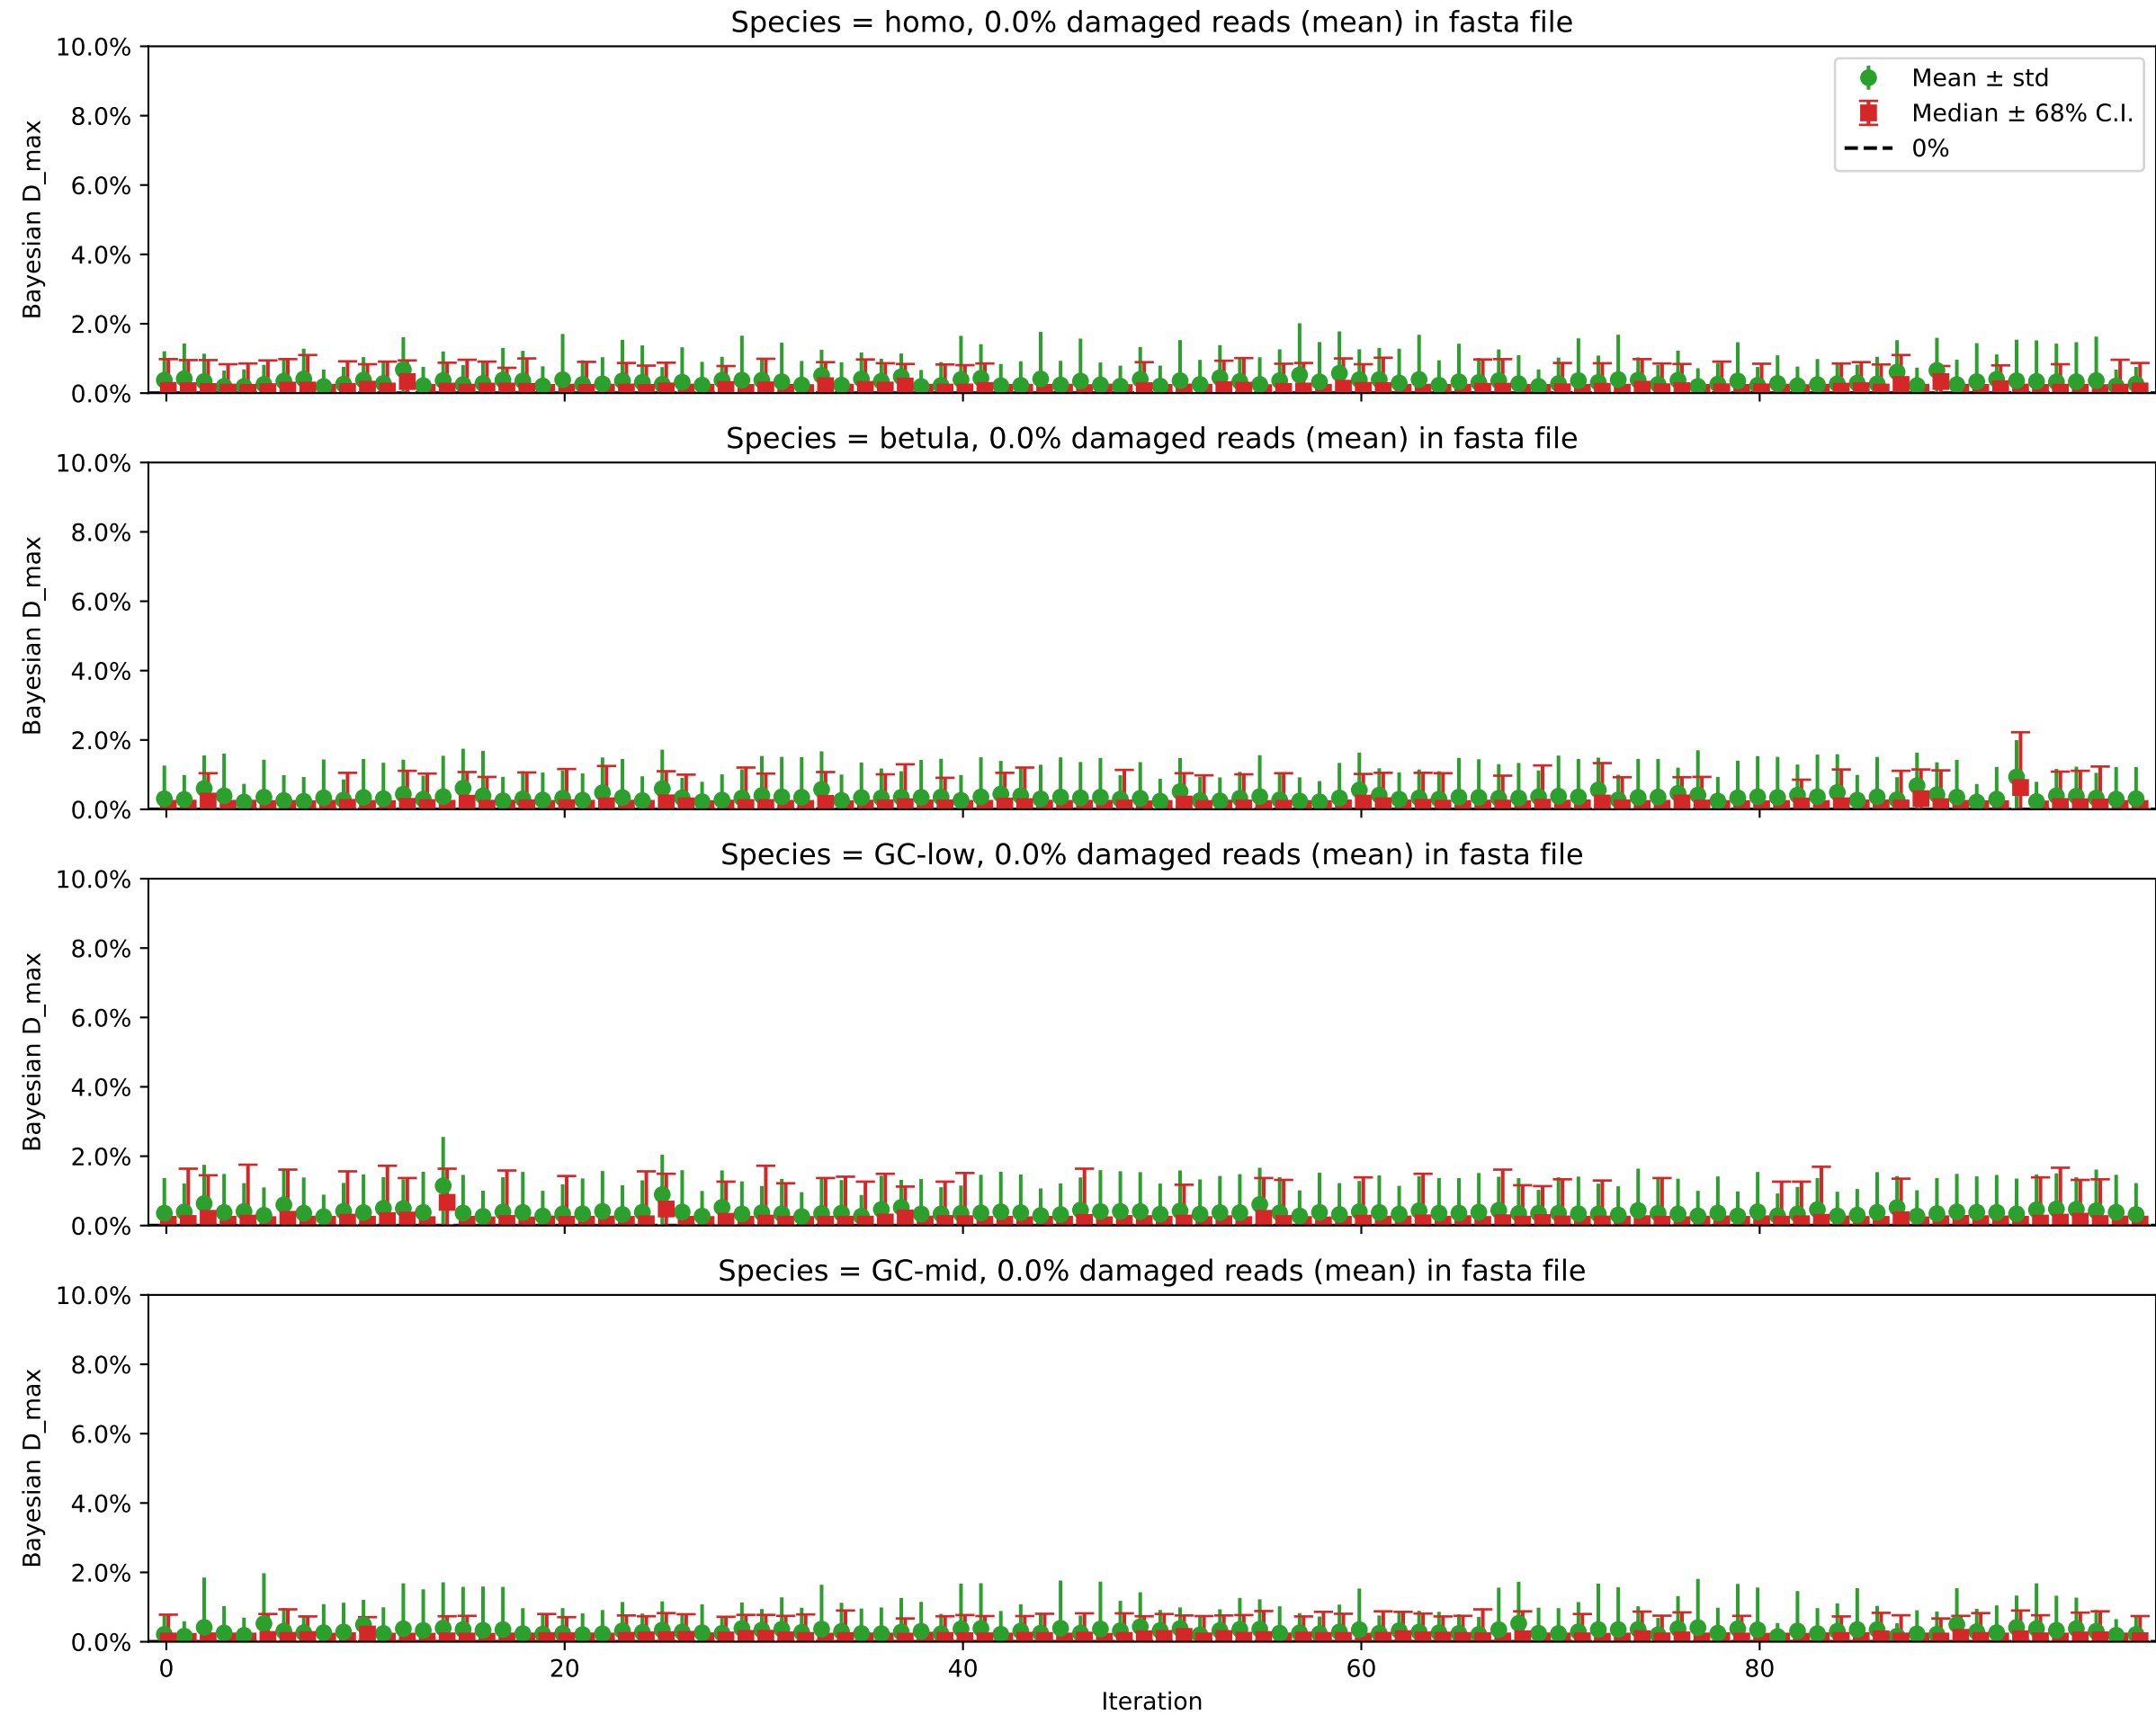 Species = homo, 0.0% damaged reads (mean) in fasta file
10.0%
8.0%
6.0%
4.0%
2.0%
0.0%
Bayesian D_max
Mean ± std
Median ± 68% C.I.
0%
Species = betula, 0.0% damaged reads (mean) in fasta file
10.0%
8.0%
6.0%
4.0%
2.0%
0.0%
Bayesian D_max
Species = GC-low, 0.0% damaged reads (mean) in fasta file
10.0%
8.0%
6.0%
4.0%
2.0%
0.0%
Bayesian D_max
Species = GC-mid, 0.0% damaged reads (mean) in fasta file
10.0%
8.0%
6.0%
4.0%
2.0%
0.0%
Bayesian D_max
0 20 40 60 80
Iteration